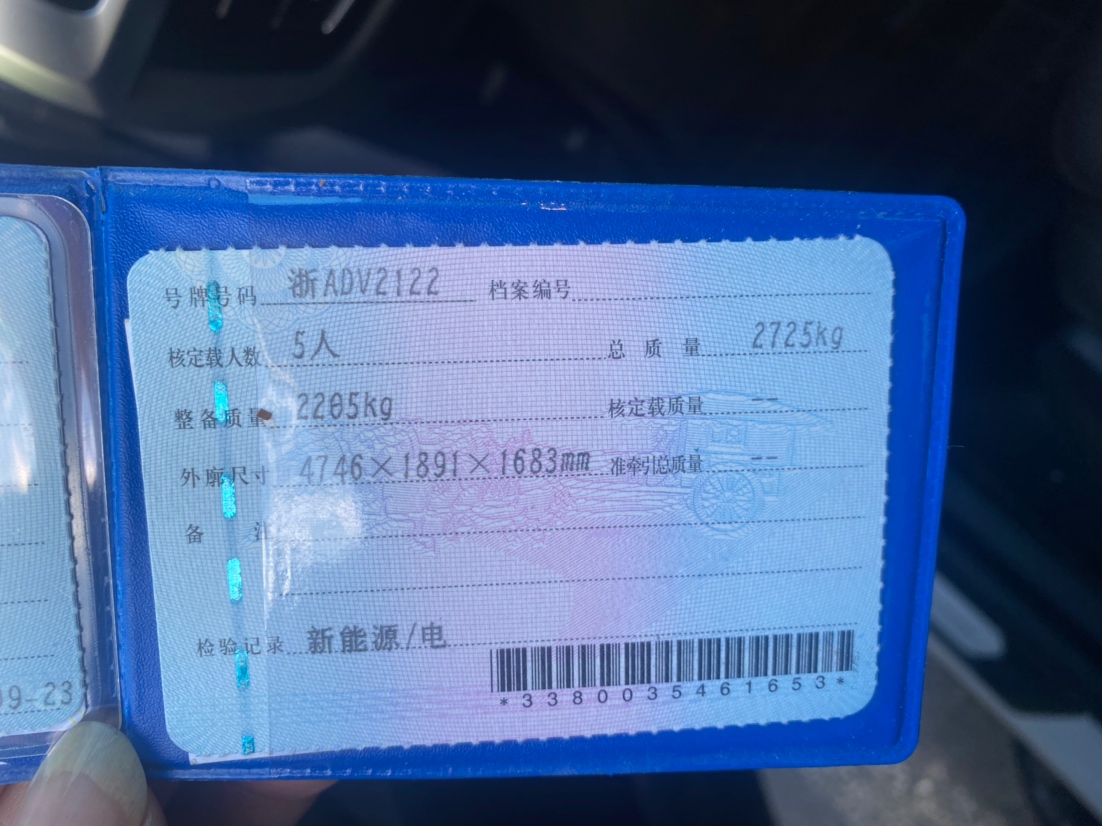 号牌号码 浙ADV2122 档案编号
核定载人数 5人 总质量 2725kg
整备质量 2205kg 核定载质量 --
外廓尺寸 4746×1891×1683mm 准牵引总质量 --
备注
检验记录 新能源/电
*3380035461653*
09-23